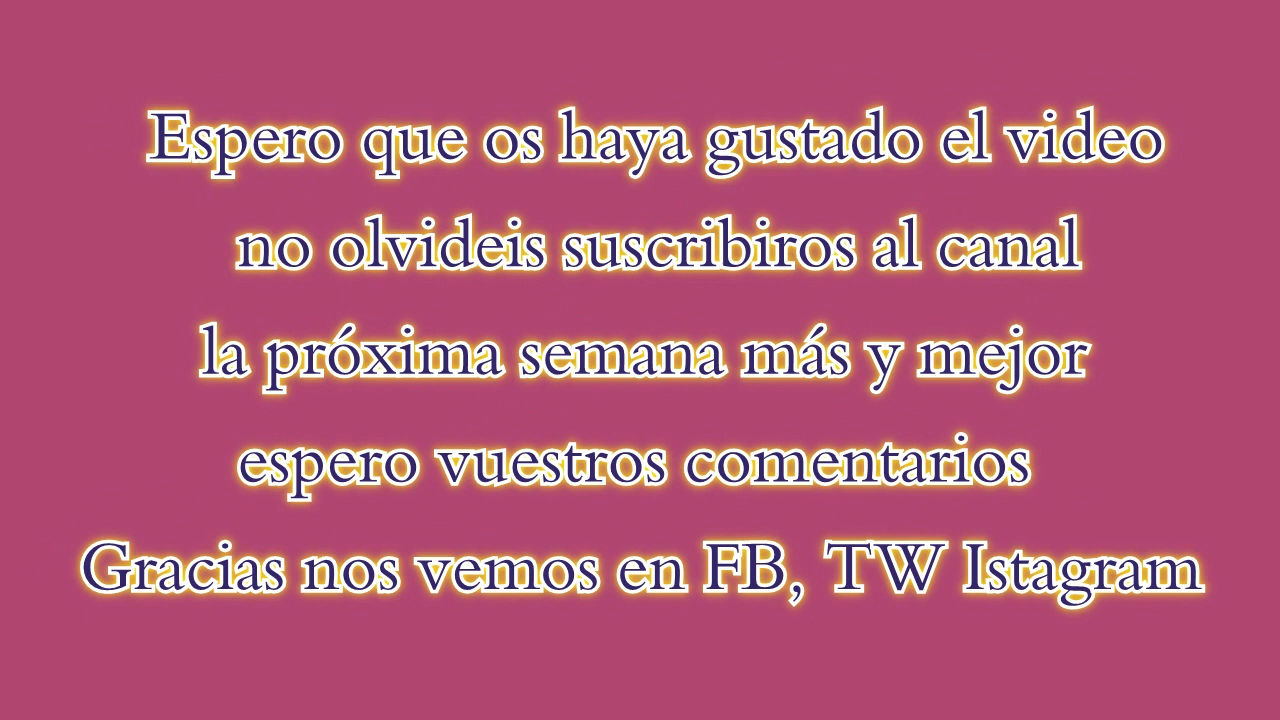 Espero que os haya gustado el video
no olvideis suscribiros al canal
la próxima semana más y mejor
espero vuestros comentarios
Gracias nos vemos en FB, TW Istagram